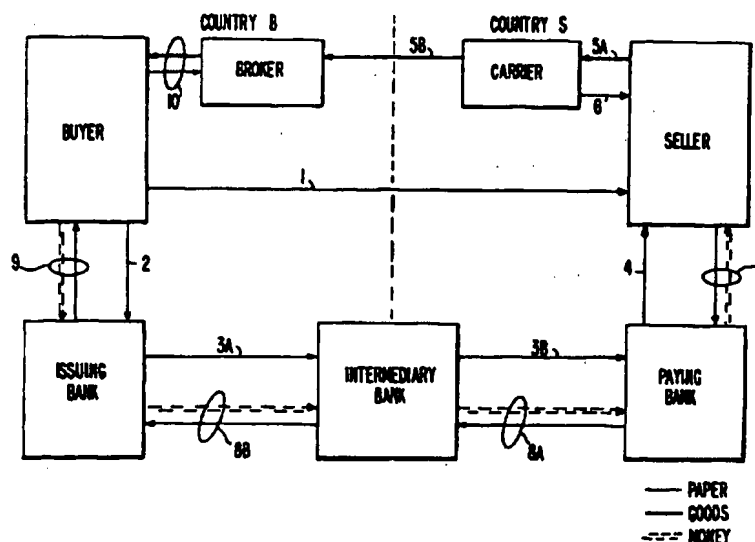 COUNTRY B
COUNTRY S
BUYER
BROKER
CARRIER
SELLER
5B
5A
6
10
1
9
2
4
ISSUING BANK
INTERMEDIARY BANK
PAYING BANK
3A
3B
8B
8A
PAPER
GOODS
MONEY